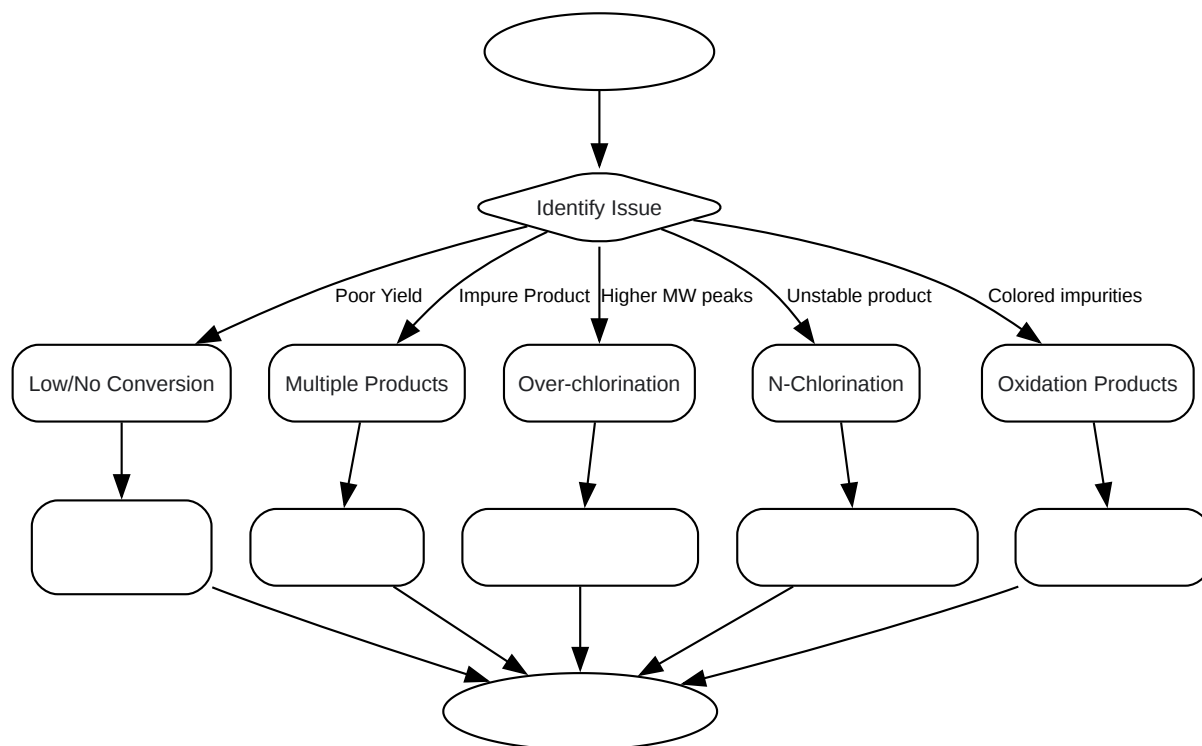 Identify Issue
Poor Yield
Impure Product
Higher MW peaks
Unstable product
Colored impurities
Low/No Conversion
Multiple Products
Over-chlorination
N-Chlorination
Oxidation Products